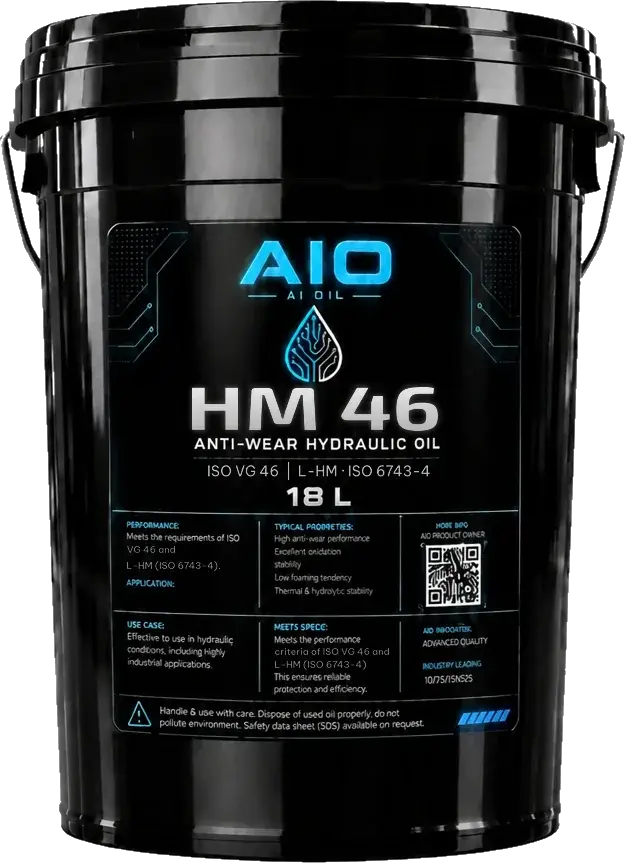 AIO
AI OIL
HM 46
ANTI-WEAR HYDRAULIC OIL
ISO VG 46 | L-HM · ISO 6743-4
18 L
PERFORMANCE:
Meets the requirements of ISO
VG 46 and
L-HM (ISO 6743-4).
APPLICATION:
TYPICAL PROPRETIES:
High anti-wear performance
Excellent oxidation
stability
Low foaming tendency
Thermal & hydrolytic stability
AIO PRODUCT OWNER
USE CASE:
Effective to use in hydraulic
conditions, including highly
industrial applications.
MEETS SPECC:
Meets the performance
criteria of ISO VG 46 and
L-HM (ISO 6743-4)
This ensures reliable
protection and efficiency.
AIO
ADVANCED QUALITY
INDUSTRY LEADING
Handle & use with care. Dispose of used oil properly, do not
pollute environment. Safety data sheet (SDS) available on request.